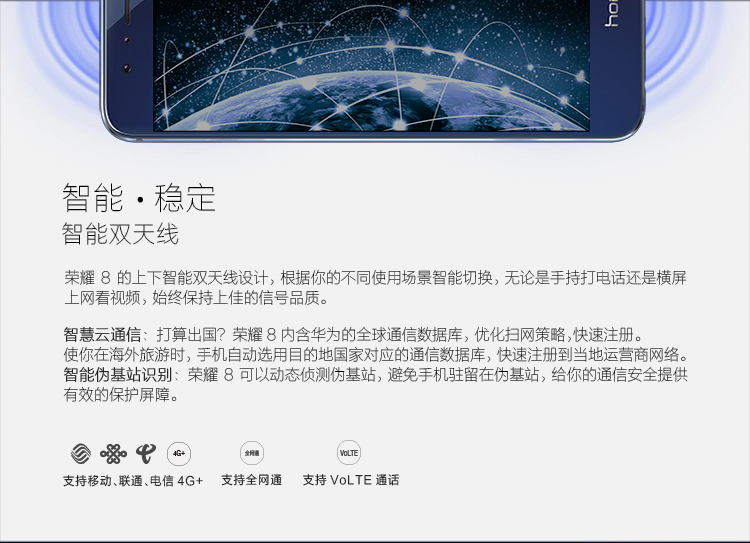 智能·稳定
智能双天线
荣耀 8 的上下智能双天线设计，根据你的不同使用场景智能切换，无论是手持打电话还是横屏
上网看视频，始终保持上佳的信号品质。
智慧云通信：打算出国？荣耀 8 内含华为的全球通信数据库，优化扫网策略，快速注册。
使你在海外旅游时，手机自动选用目的地国家对应的通信数据库，快速注册到当地运营商网络。
智能伪基站识别：荣耀 8 可以动态侦测伪基站，避免手机驻留在伪基站，给你的通信安全提供
有效的保护屏障。
4G+ 全网通 VoLTE
支持移动、联通、电信 4G+ 支持全网通 支持 VoLTE 通话